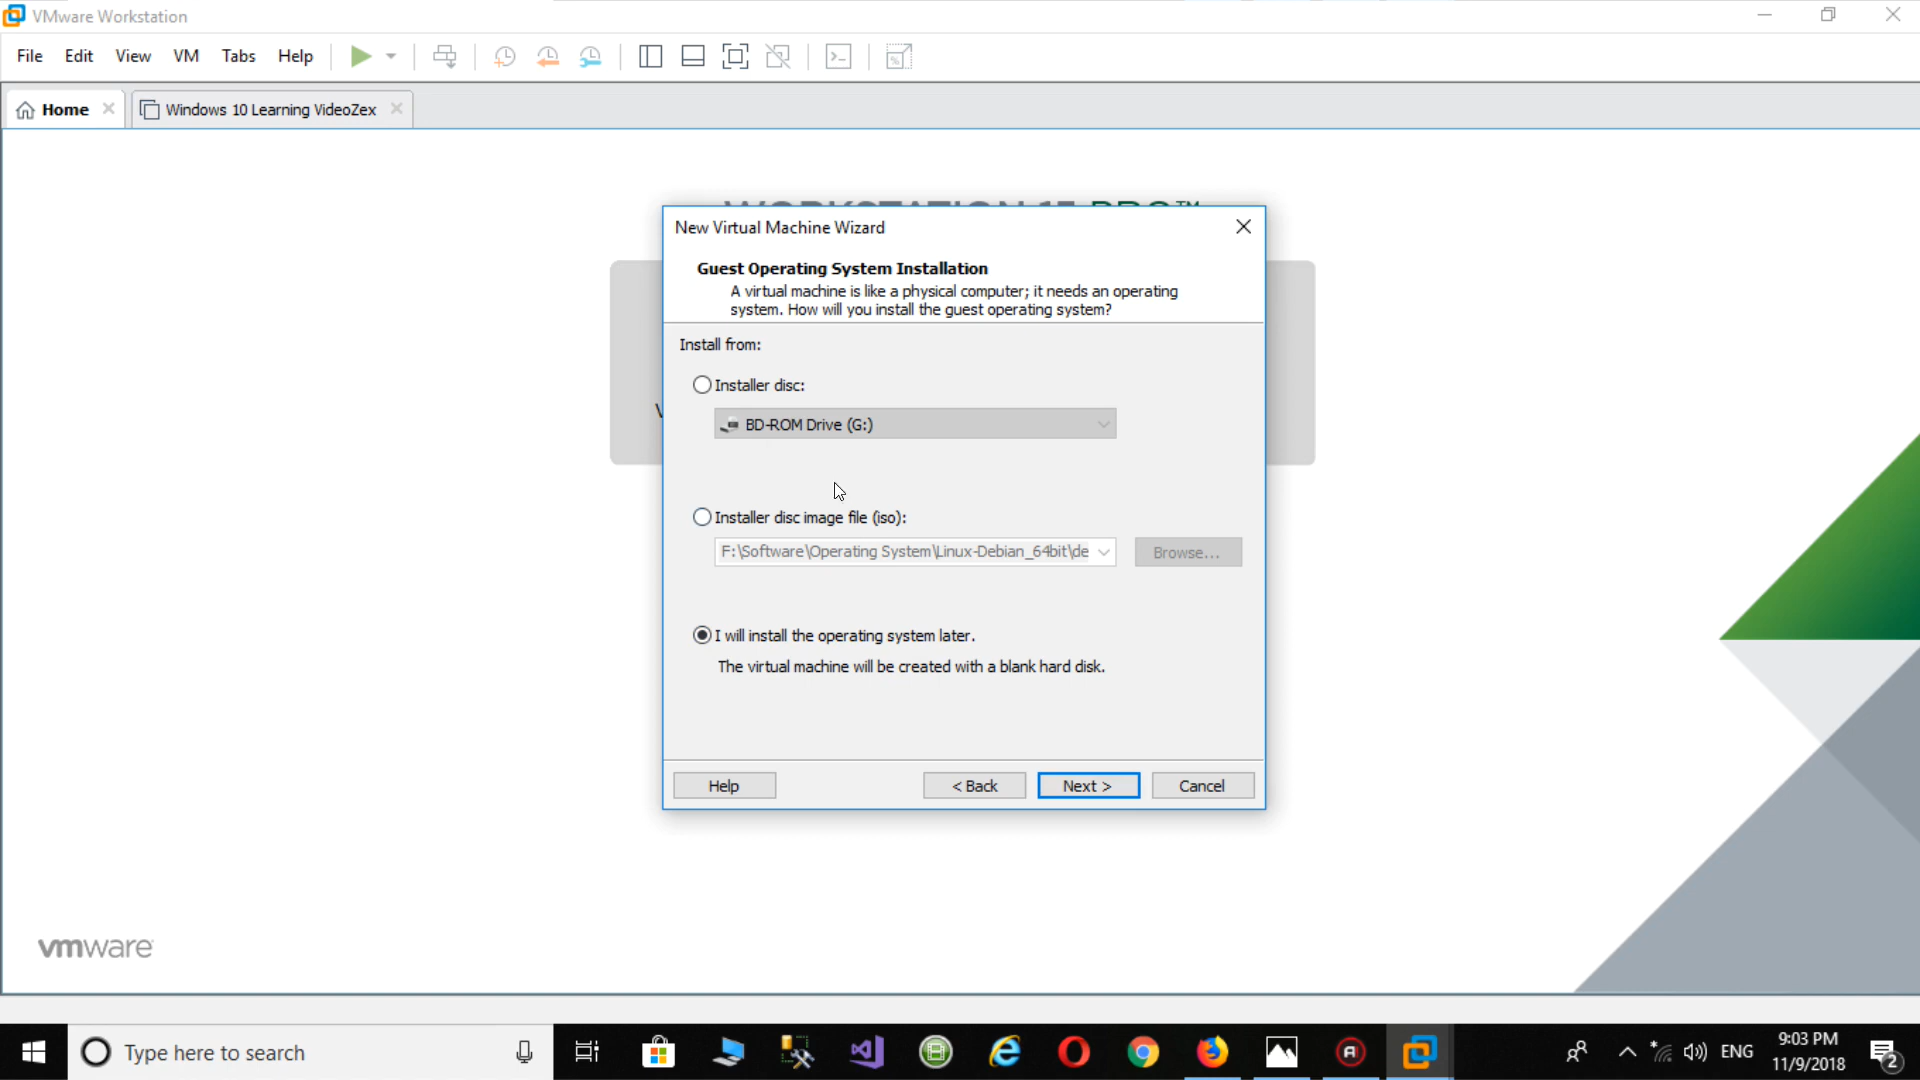 VMware Workstation
File Edit View VM Tabs Help
Home
Windows 10 Learning VideoZex
New Virtual Machine Wizard
Guest Operating System Installation
A virtual machine is like a physical computer; it needs an operating
system. How will you install the guest operating system?
Install from:
Installer disc:
BD-ROM Drive (G:)
Installer disc image file (iso):
F:\Software\Operating System\Linux-Debian_64bit\de
Browse...
I will install the operating system later.
The virtual machine will be created with a blank hard disk.
Help
< Back
Next >
Cancel
vmware
Type here to search
ENG
9:03 PM
11/9/2018
2